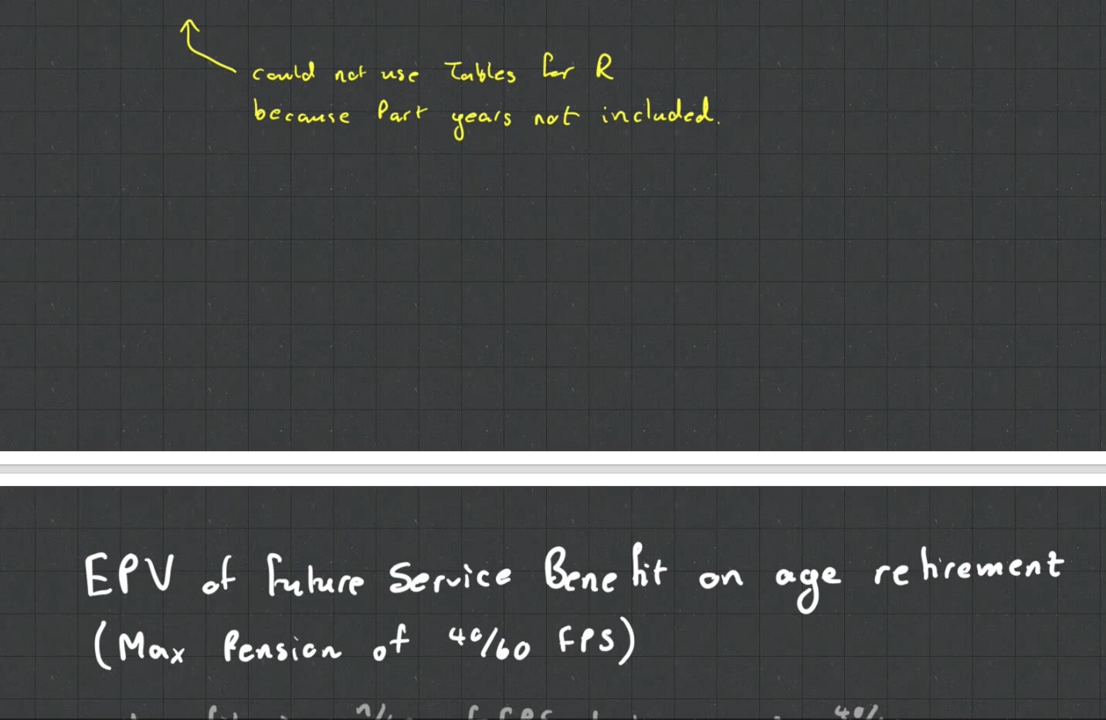 could not use Tables for R
because Part years not included.
EPV of future Service Benefit on age retirement
(Max Pension of 40/60 FPS)